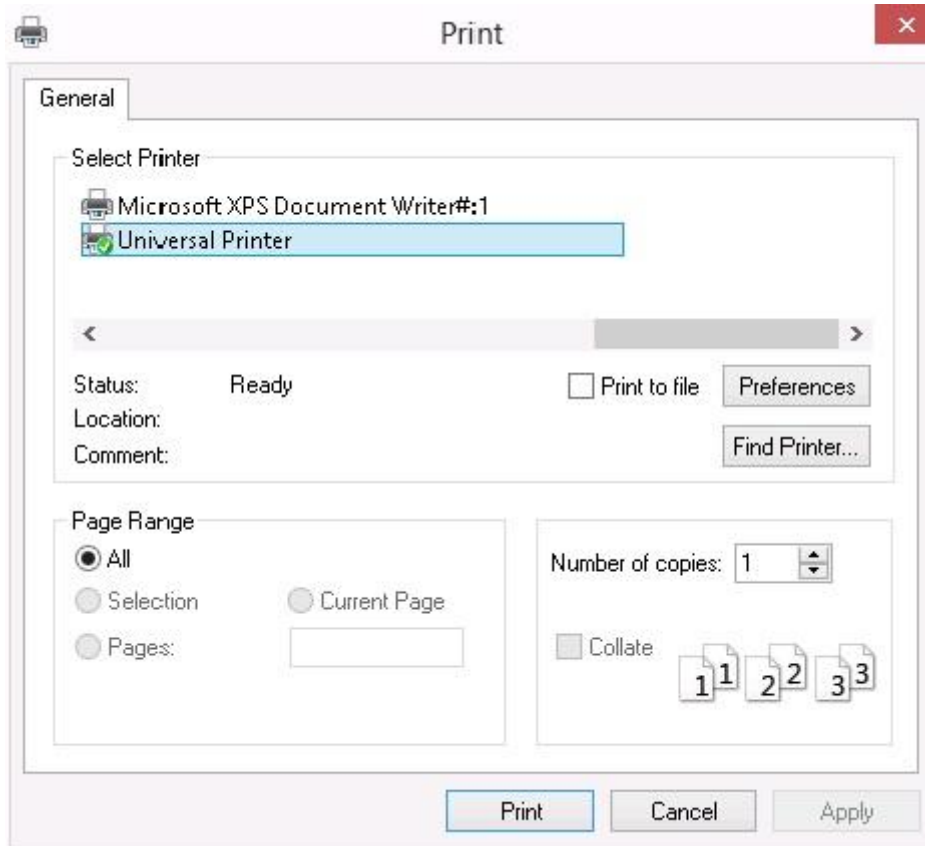 Print
General
Select Printer
Microsoft XPS Document Writer#:1
Universal Printer
Status: Ready
Print to file
Preferences
Location:
Comment:
Find Printer...
Page Range
All
Selection
Current Page
Pages:
Number of copies: 1
Collate
1 1 2 2 3 3
Print
Cancel
Apply